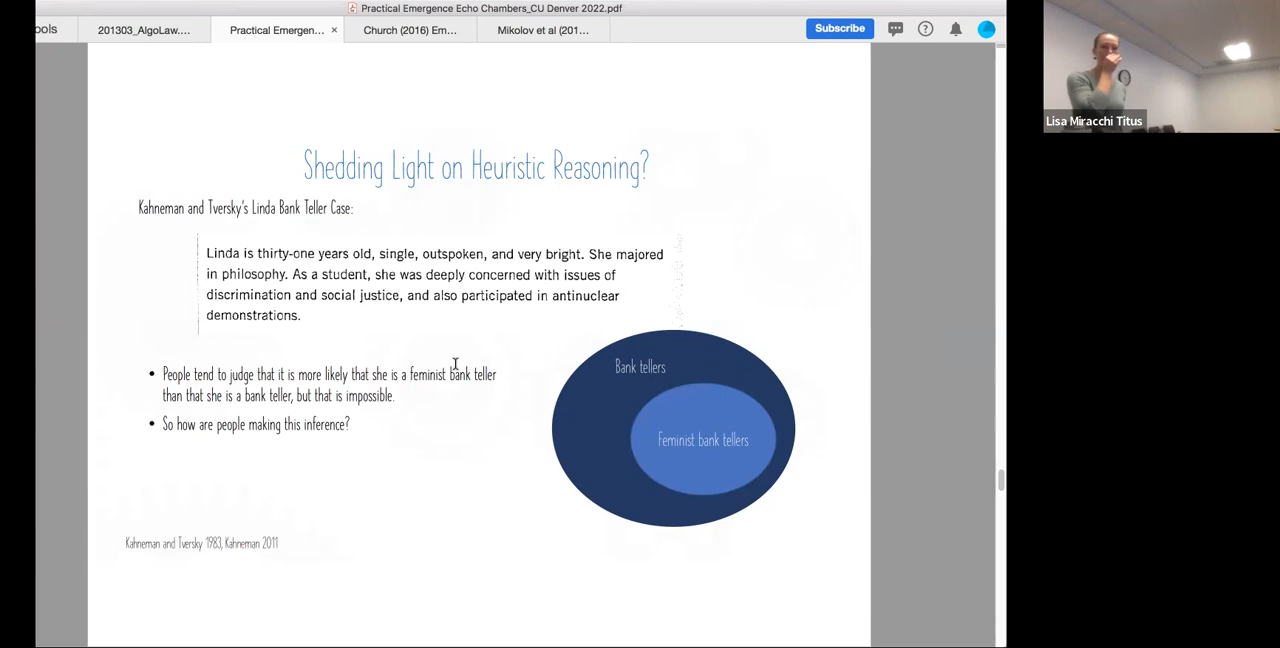 Practical Emergence Echo Chambers_CU Denver 2022.pdf
ools
201303_AlgoLaw....
Practical Emergen... ×
Church (2016) Em...
Mikolov et al (201...
Subscribe
?
Lisa Miracchi Titus
Shedding Light on Heuristic Reasoning?
Kahneman and Tversky's Linda Bank Teller Case:
Linda is thirty-one years old, single, outspoken, and very bright. She majored
in philosophy. As a student, she was deeply concerned with issues of
discrimination and social justice, and also participated in antinuclear
demonstrations.
• People tend to judge that it is more likely that she is a feminist bank teller
than that she is a bank teller, but that is impossible.
• So how are people making this inference?
Bank tellers
Feminist bank tellers
Kahneman and Tversky 1983, Kahneman 2011